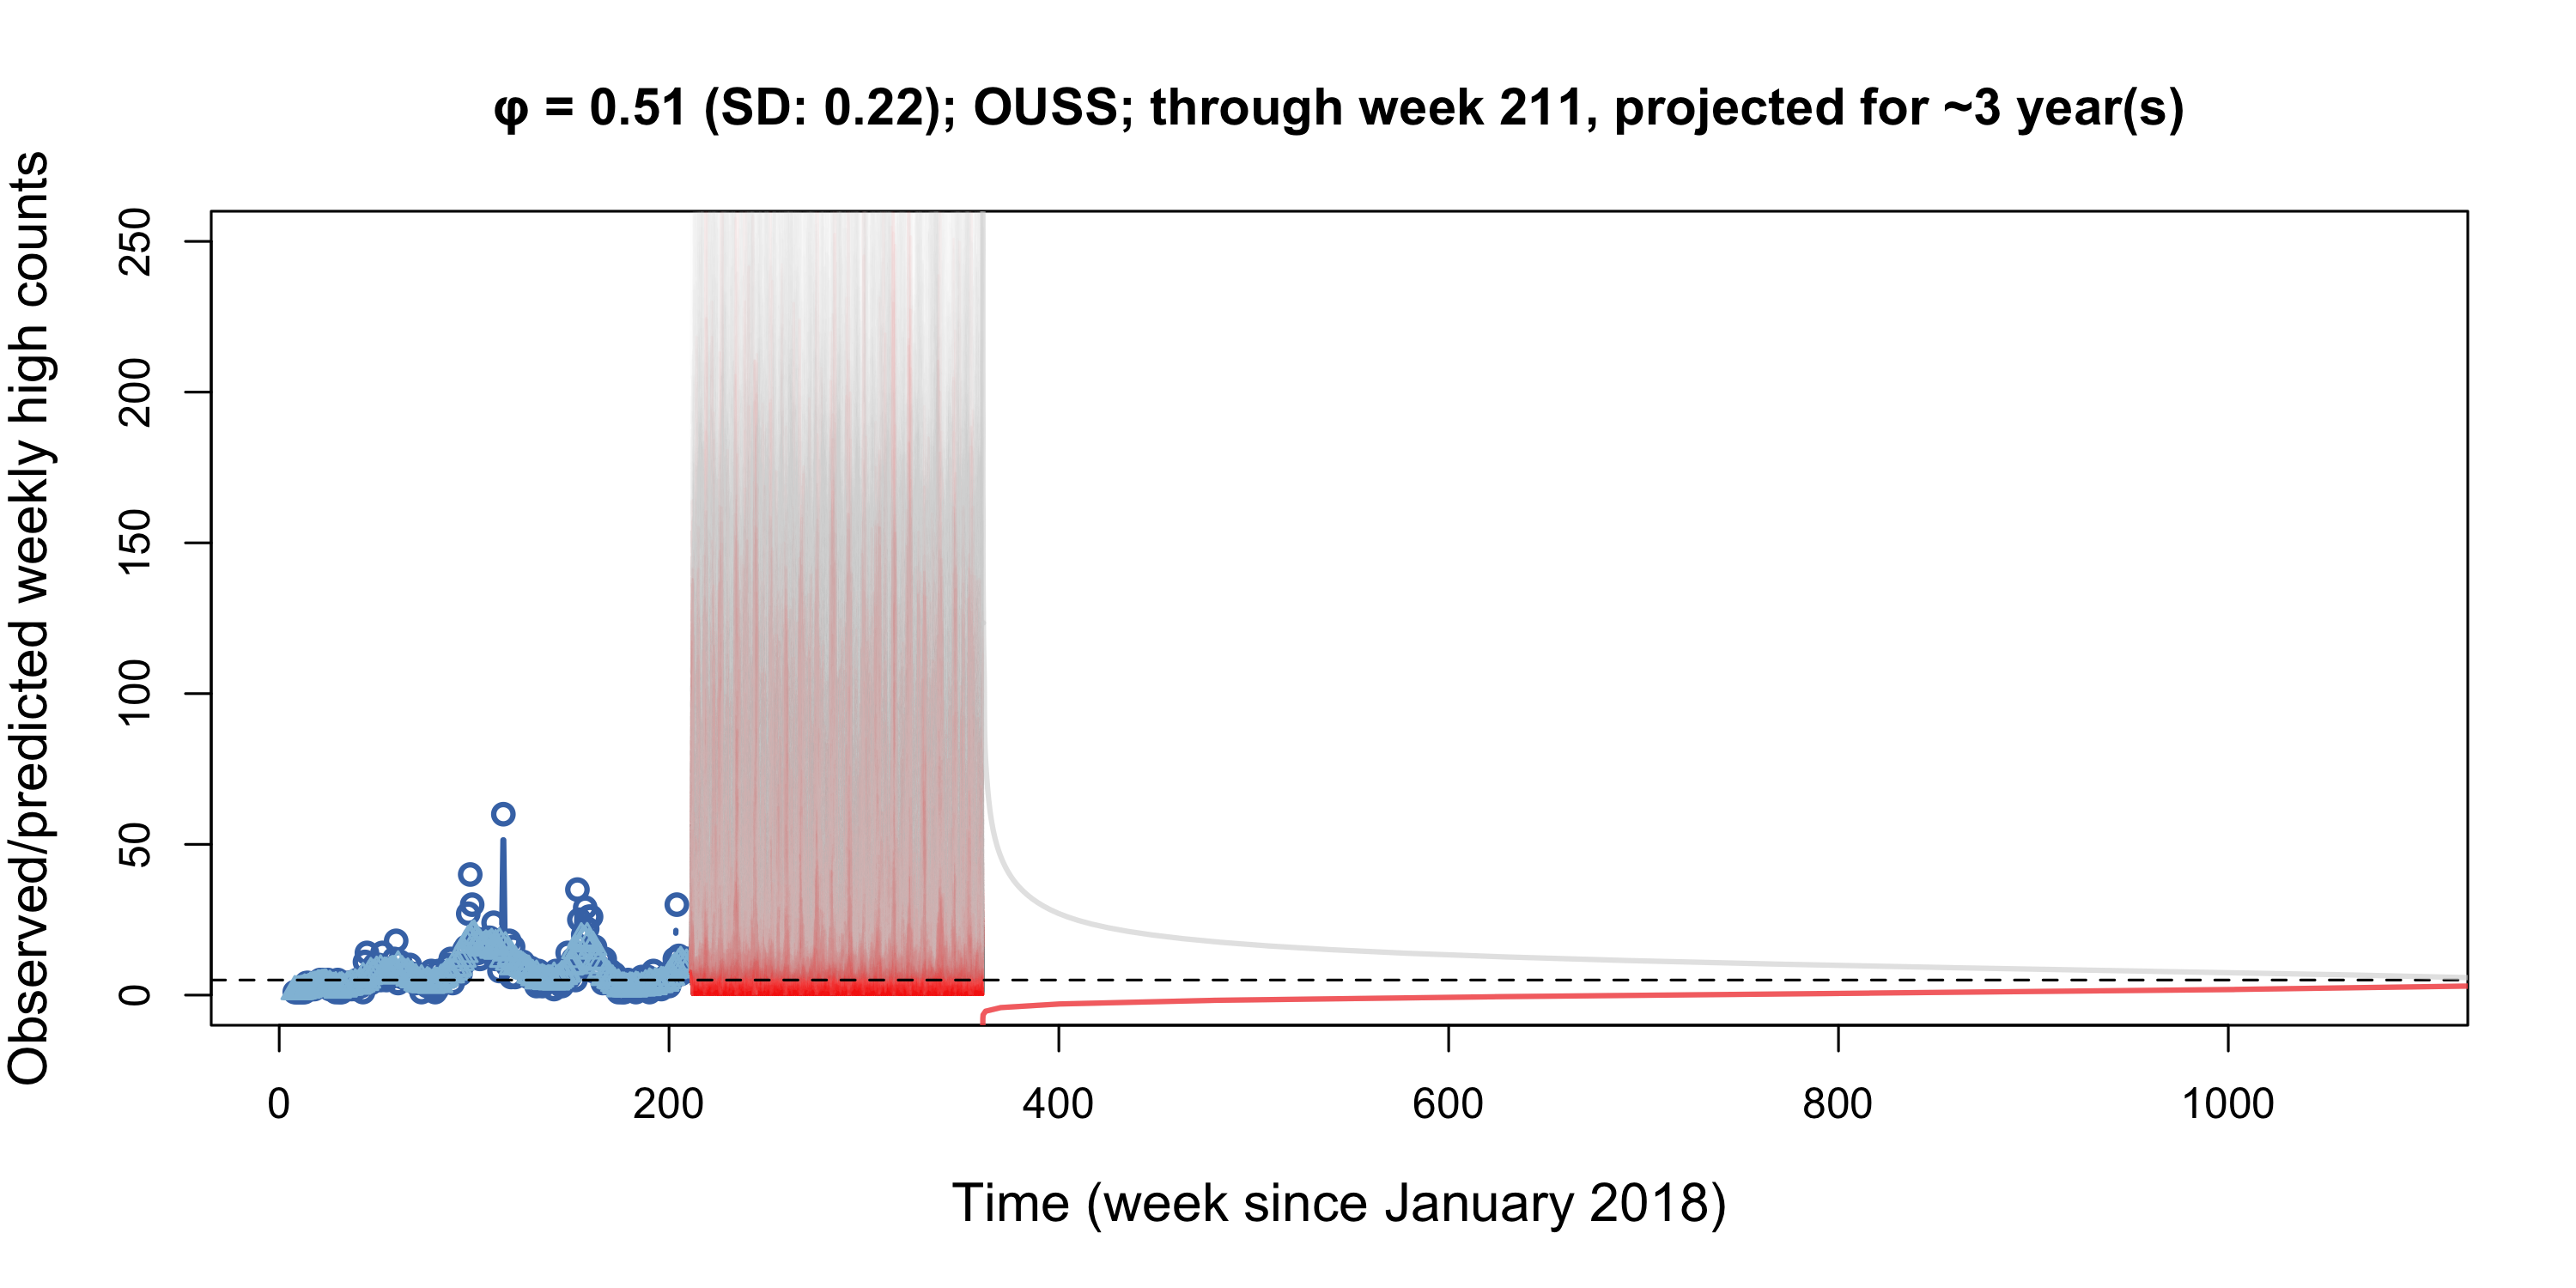 φ = 0.51 (SD: 0.22); OUSS; through week 211, projected for ~3 year(s)
Observed/predicted weekly high counts
250
200
150
100
50
0
0 200 400 600 800 1000
Time (week since January 2018)